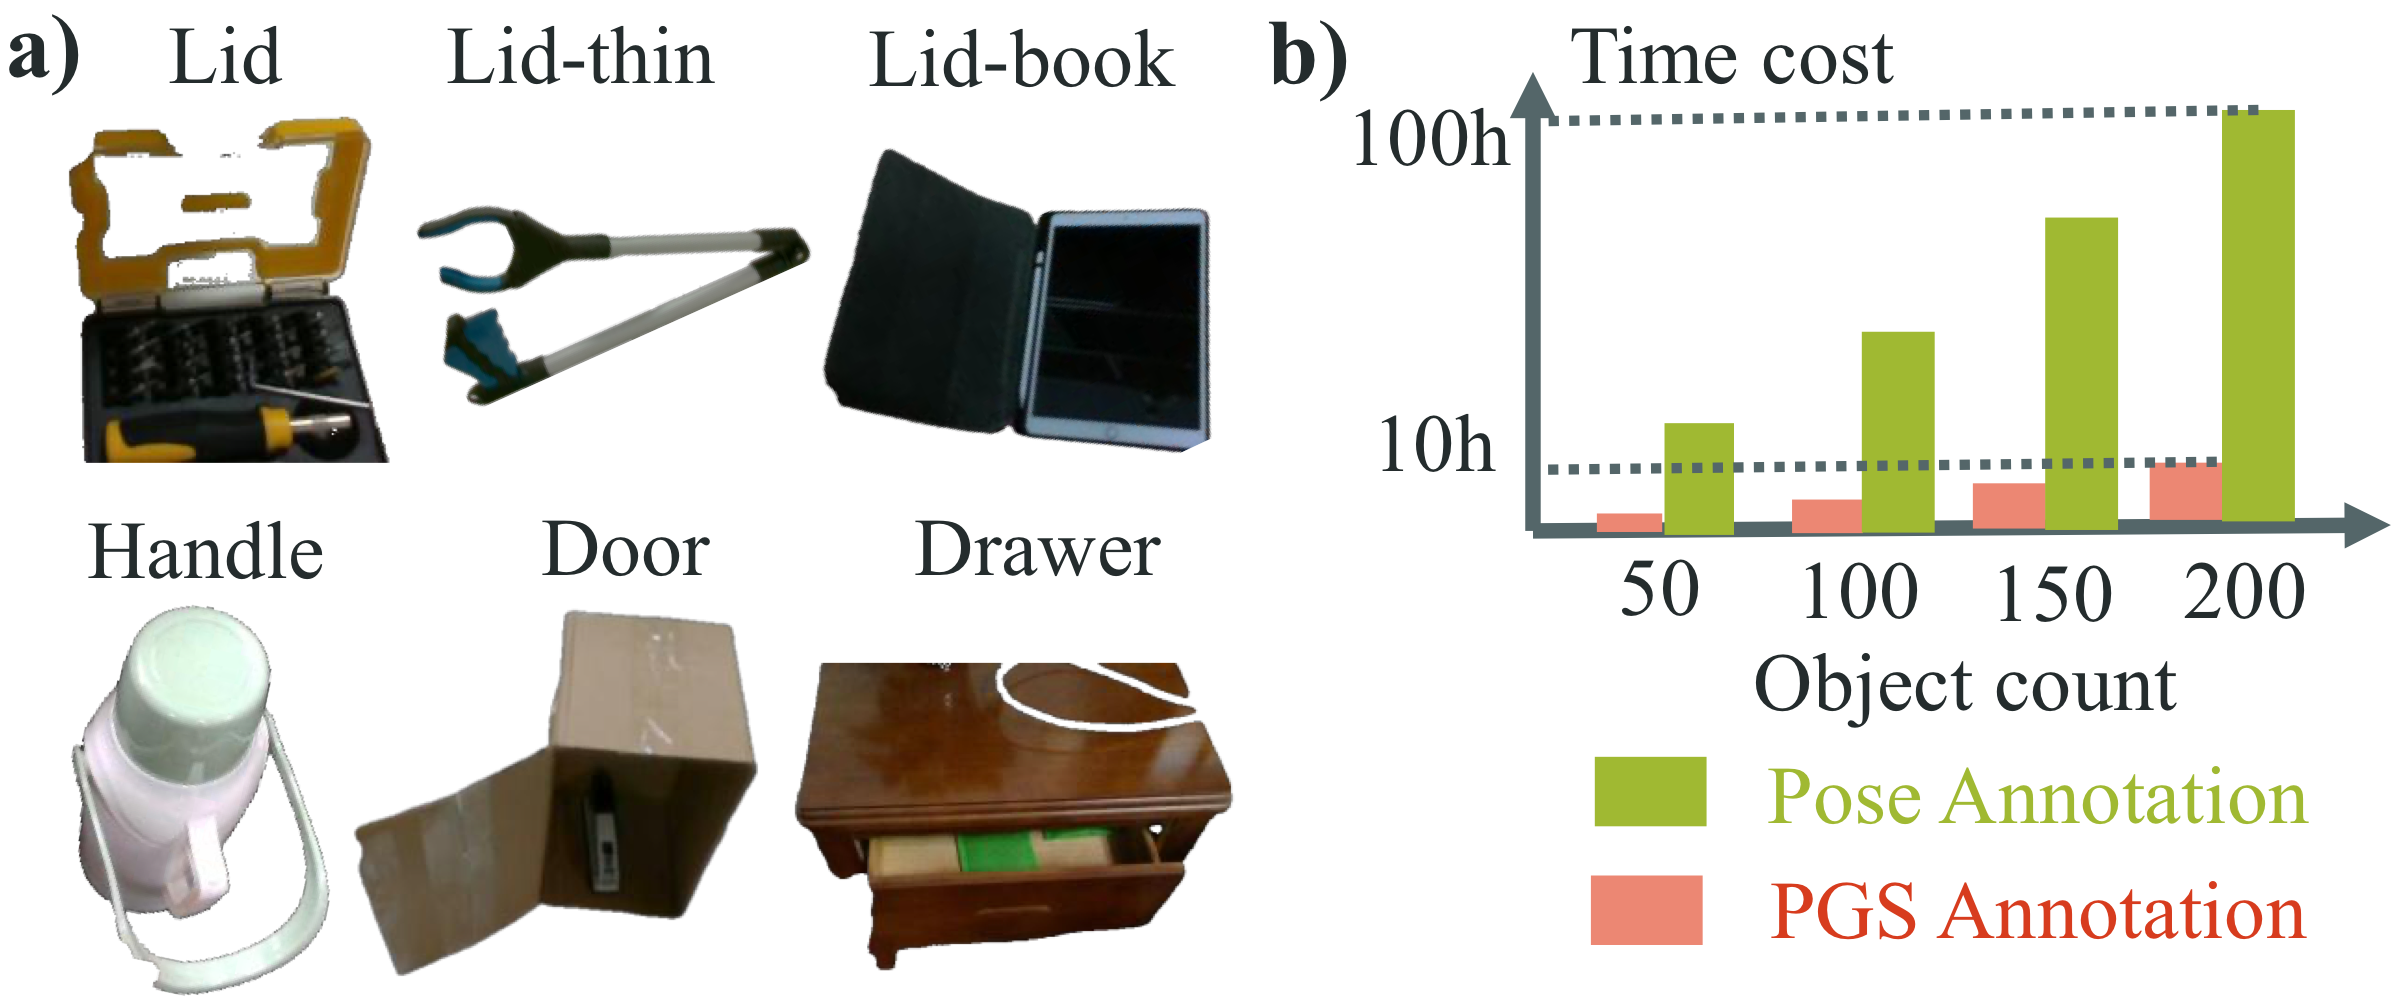 a)
Lid
Lid-thin
Lid-book
Handle
Door
Drawer
b)
Time cost
100h
10h
50
100
150
200
Object count
Pose Annotation
PGS Annotation